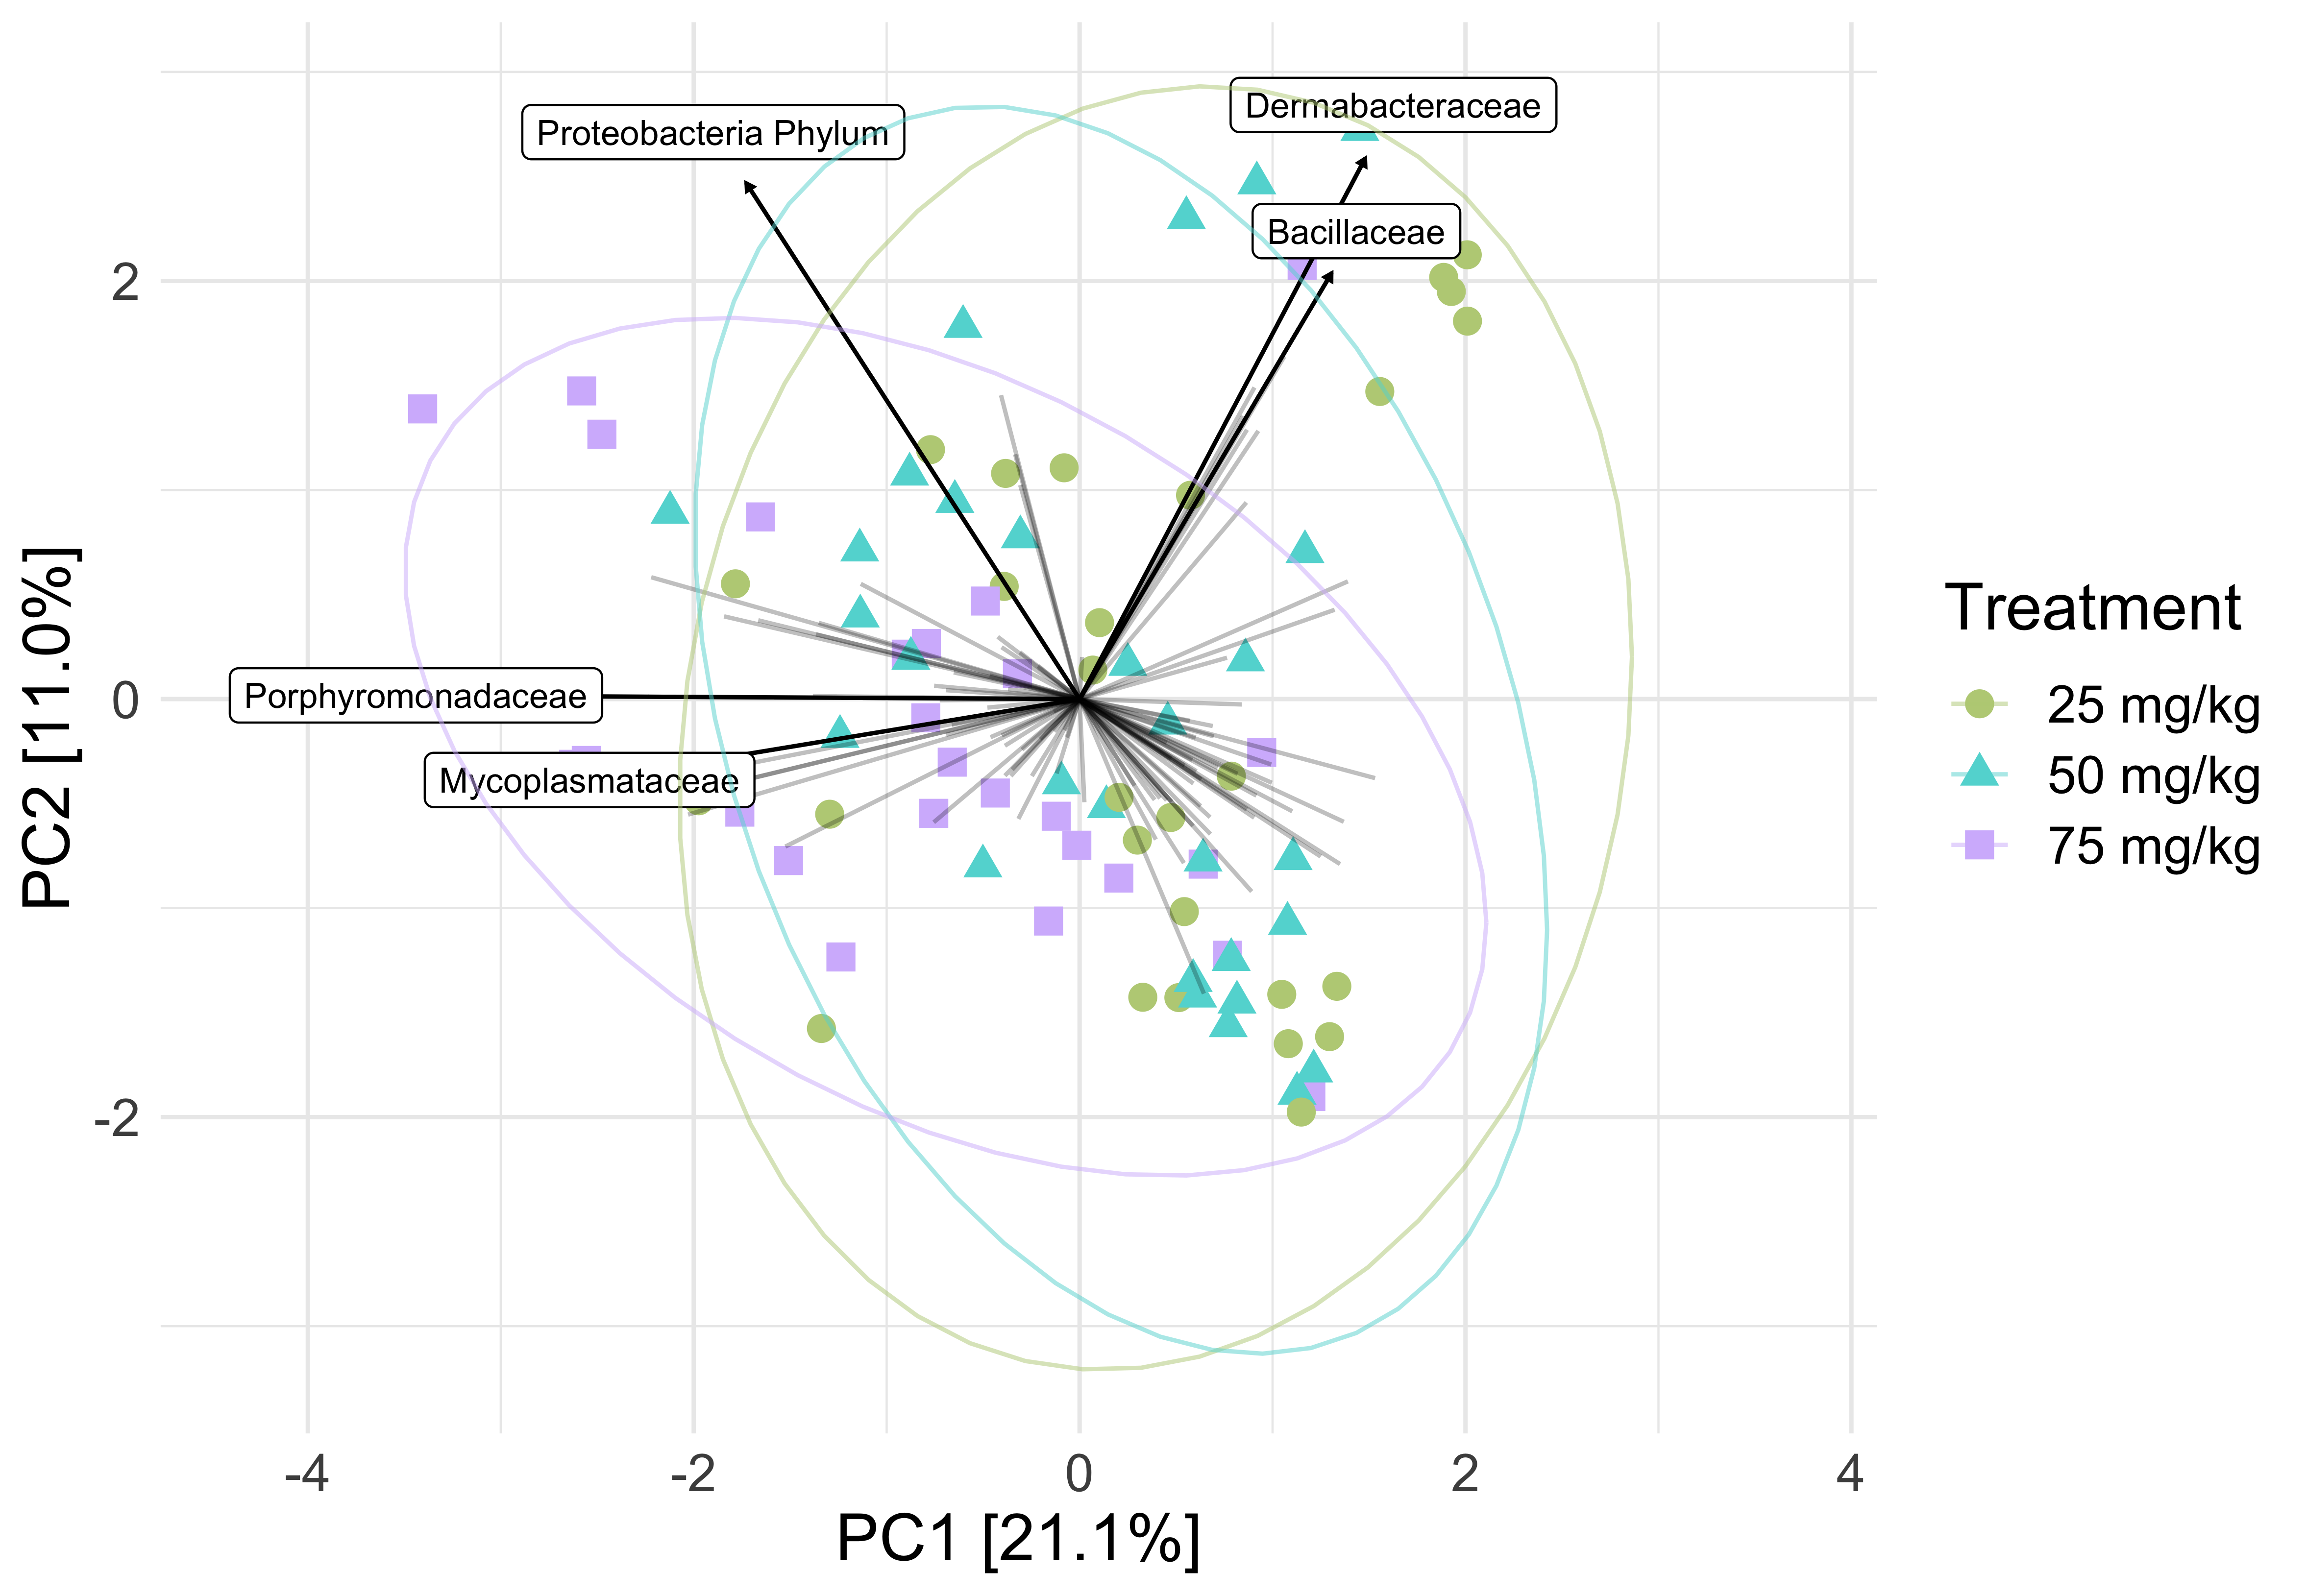 Proteobacteria Phylum
Dermabacteraceae
Bacillaceae
Porphyromonadaceae
Mycoplasmataceae
2
0
-2
PC2 [11.0%]
-4
-2
0
2
4
PC1 [21.1%]
Treatment
25 mg/kg
50 mg/kg
75 mg/kg